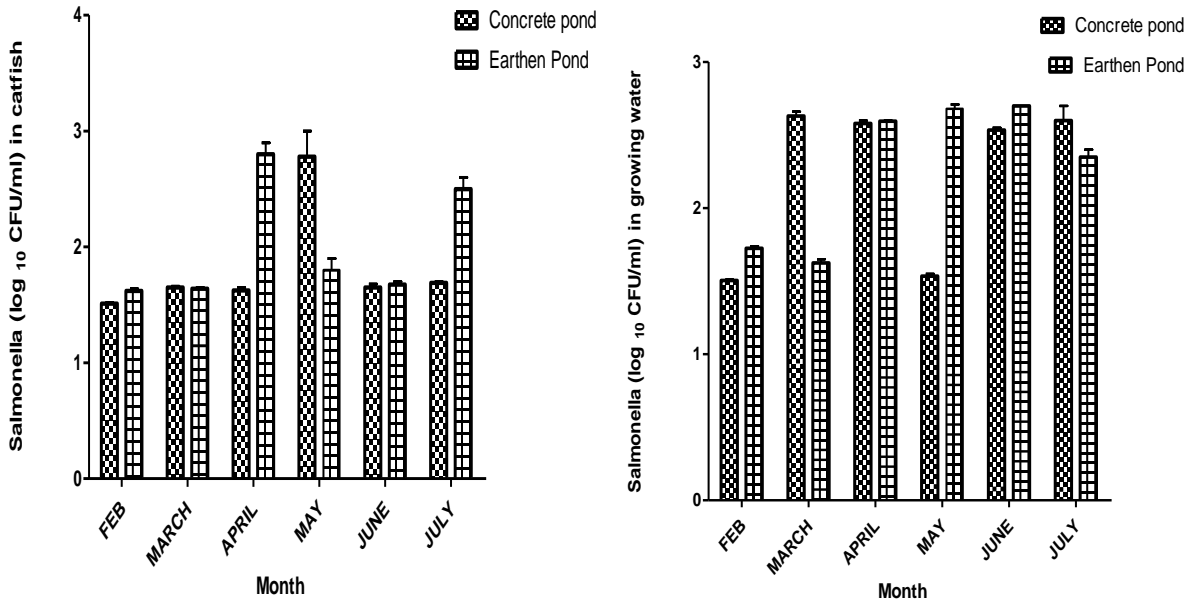 Concrete pond
Earthen Pond
Salmonella (log 10 CFU/ml) in catfish
4
3
2
1
0
FEB
MARCH
APRIL
MAY
JUNE
JULY
Month
Concrete pond
Earthen Pond
Salmonella (log 10 CFU/ml) in growing water
3
2
1
0
FEB
MARCH
APRIL
MAY
JUNE
JULY
Month